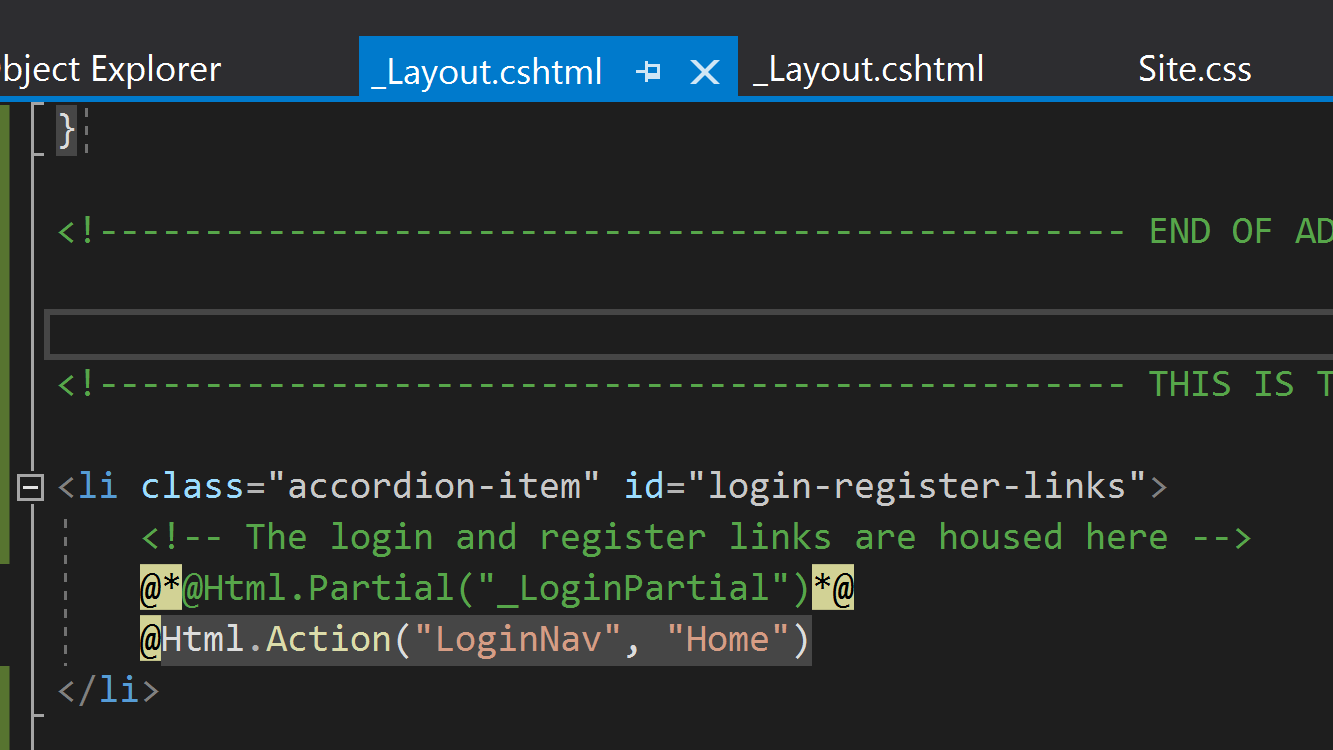 bject Explorer
_Layout.cshtml
_Layout.cshtml
Site.css
}
<!------------------------------------------------- END OF AD
<!------------------------------------------------- THIS IS T
<li class="accordion-item" id="login-register-links">
<!-- The login and register links are housed here -->
@*@Html.Partial("_LoginPartial")*@
@Html.Action("LoginNav", "Home")
</li>